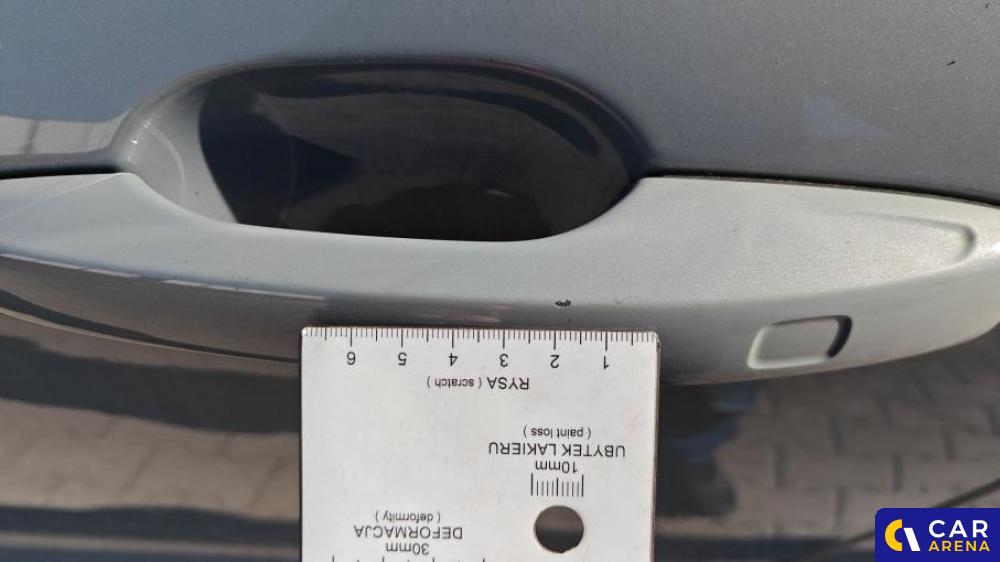 6 5 4 3 2 1
RYSA ( scratch )
UBYTEK LAKIERU
( paint loss )
10mm
DEFORMACJA
( deformity )
30mm
CAR
ARENA